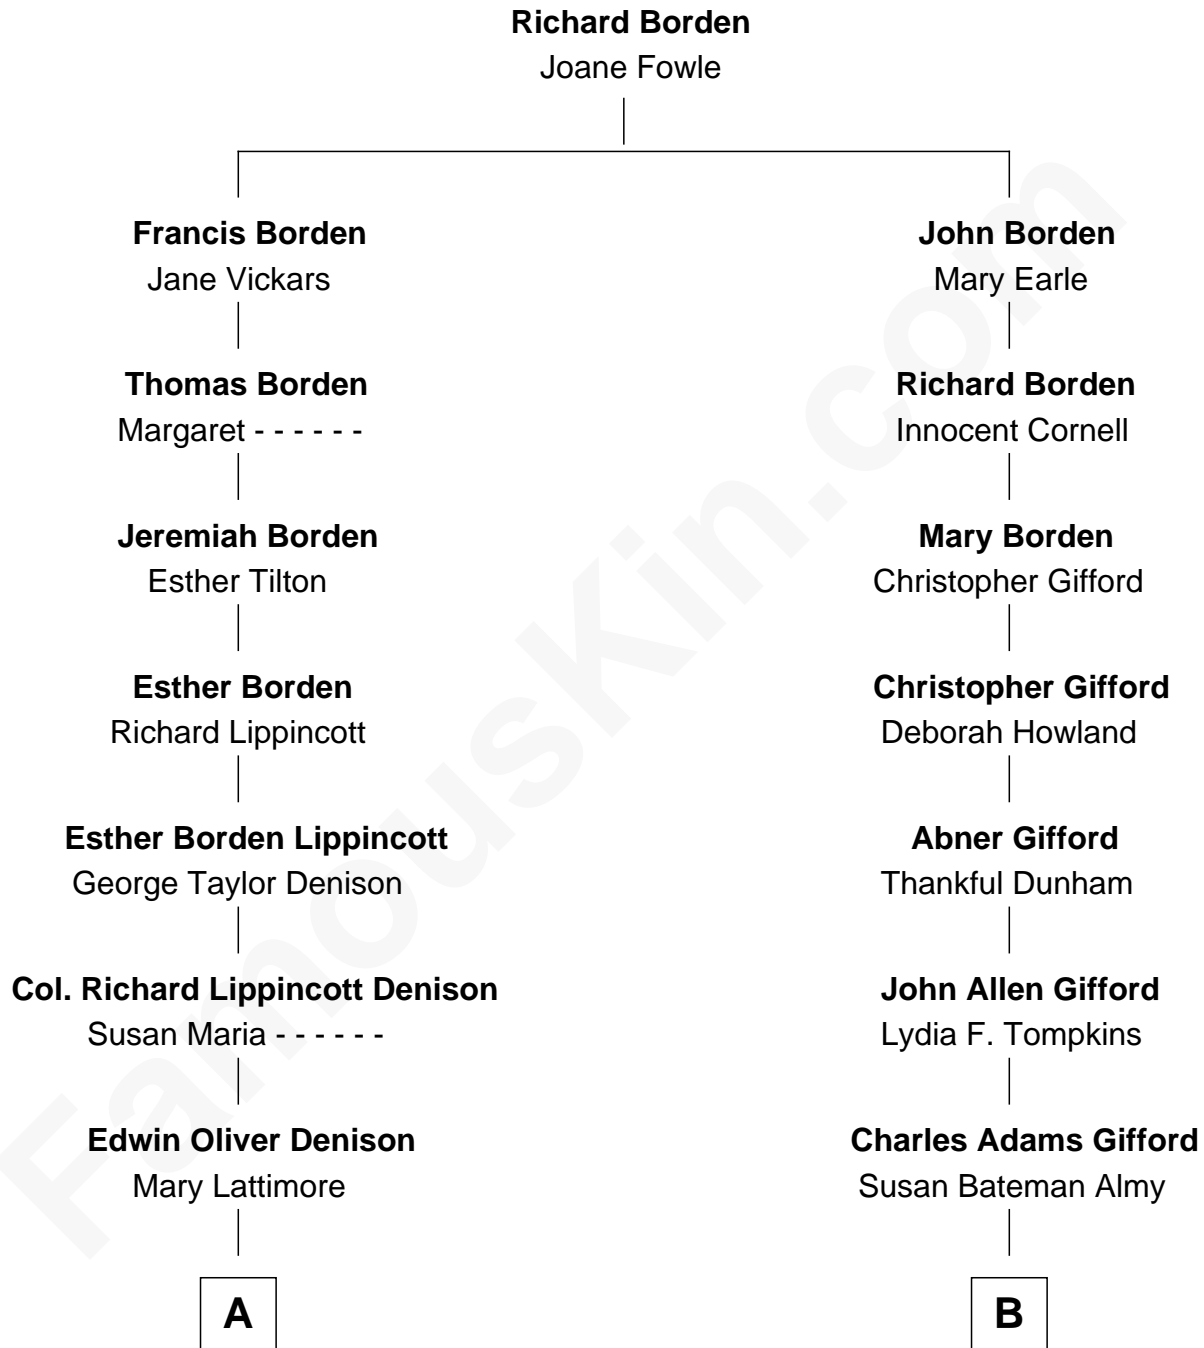 Richard Borden
Joane Fowle
Francis Borden
Jane Vickars
John Borden
Mary Earle
Thomas Borden
Margaret - - - - - -
Richard Borden
Innocent Cornell
Jeremiah Borden
Esther Tilton
Mary Borden
Christopher Gifford
Esther Borden
Richard Lippincott
Christopher Gifford
Deborah Howland
Esther Borden Lippincott
George Taylor Denison
Abner Gifford
Thankful Dunham
Col. Richard Lippincott Denison
Susan Maria - - - - - -
John Allen Gifford
Lydia F. Tompkins
Edwin Oliver Denison
Mary Lattimore
Charles Adams Gifford
Susan Bateman Almy
A
B
FamousKin.com